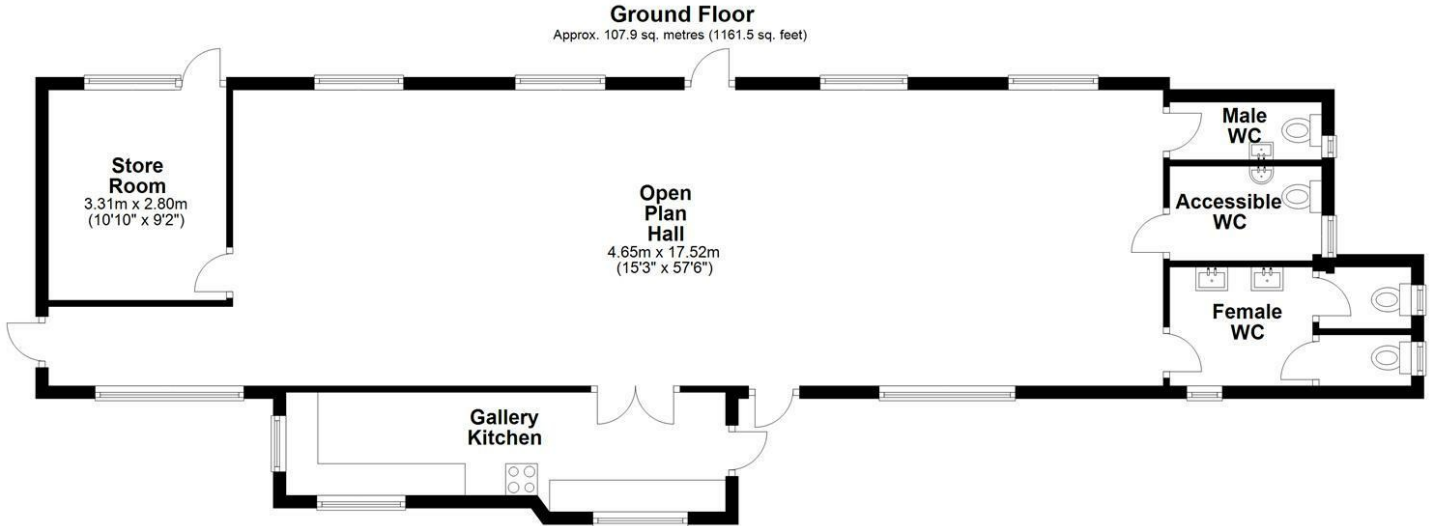 Ground Floor
Approx. 107.9 sq. metres (1161.5 sq. feet)
Male
WC
Store
Room
3.31m x 2.80m
(10'10" x 9'2")
Open
Plan
Hall
4.65m x 17.52m
(15'3" x 57'6")
Accessible
WC
Female
WC
Gallery
Kitchen